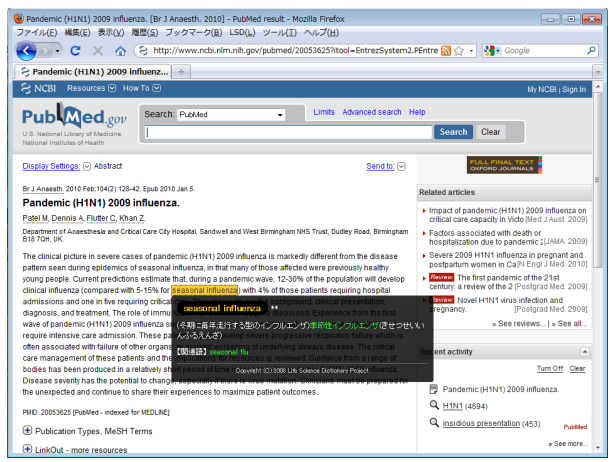 Pandemic (H1N1) 2009 influenza. [Br J Anaesth. 2010] - PubMed result - Mozilla Firefox
ファイル(F) 編集(E) 表示(V) 履歴(S) ブックマーク(B) LSD(L) ツール(T) ヘルプ(H)
http://www.ncbi.nlm.nih.gov/pubmed/20053625?itool=EntrezSystem2.PEntre
Google
Pandemic (H1N1) 2009 influenz...
NCBI Resources How To
My NCBI | Sign In
PubMed.gov
U.S. National Library of Medicine
National Institutes of Health
Search: PubMed
Limits Advanced search Help
Search Clear
Display Settings: Abstract
Send to:
Br J Anaesth. 2010 Feb;104(2):128-42. Epub 2010 Jan 5.
Pandemic (H1N1) 2009 influenza.
Patel M, Dennis A, Flutter C, Khan Z.
Department of Anaesthesia and Critical Care City Hospital, Sandwell and West Birmingham NHS Trust, Dudley Road, Birmingham
B18 7QH, UK.
The clinical picture in severe cases of pandemic (H1N1) 2009 influenza is markedly different from the disease
pattern seen during epidemics of seasonal influenza, in that many of those affected were previously healthy
young people. Current predictions estimate that, during a pandemic wave, 12-30% of the population will develop
clinical influenza (compared with 5-15% for seasonal influenza) with 4% of those patients requiring hospital
admissions and one in five requiring critical
diagnosis, and treatment. The role of immu
wave of pandemic (H1N1) 2009 influenza su
require intensive care admission. These pa
often associated with failure of other organ
care management of these patients and the
bodies has been produced in a relatively short period of time
Disease severity has the potential to change, especially if there is virus mutation. Clinicians must be prepared for
the unexpected and continue to share their experiences to maximize patient outcomes.
seasonal influenza **
(冬期に毎年流行する型のインフルエンザ)季節性インフルエンザ(きせつせいい
んふるえんざ)
【関連語】seasonal flu
Copyright (C) 2008 Life Science Dictionary Project
PMID: 20053625 [PubMed - indexed for MEDLINE]
Publication Types, MeSH Terms
LinkOut - more resources
FULL FINAL TEXT
OXFORD JOURNALS
Related articles
Impact of pandemic (H1N1) 2009 influenza on
critical care capacity in Victo [Med J Aust. 2009]
Factors associated with death or
hospitalization due to pandemic [JAMA. 2009]
Severe 2009 H1N1 influenza in pregnant and
postpartum women in Ca [N Engl J Med. 2010]
Review The first pandemic of the 21st
century: a review of the 2 [Postgrad Med. 2009]
Review Novel H1N1 virus infection and
pregnancy. [Postgrad Med. 2009]
» See reviews... | » See all...
Recent activity
Turn Off Clear
Pandemic (H1N1) 2009 influenza.
H1N1 (4694)
insidious presentation (453)
PubMed
» See more...